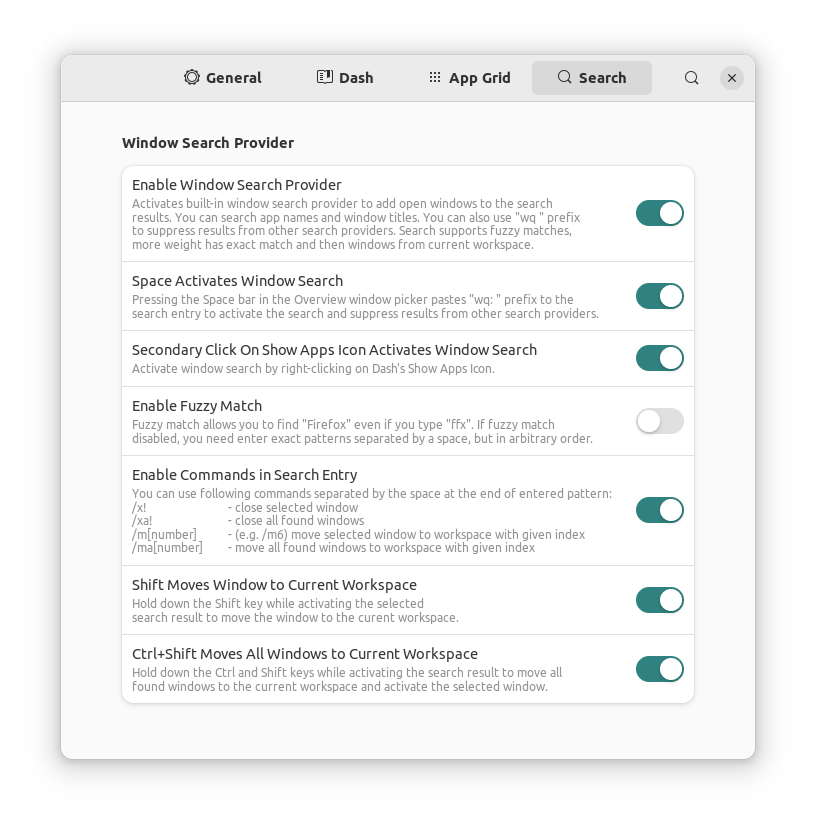 General Dash App Grid Search
Window Search Provider
Enable Window Search Provider
Activates built-in window search provider to add open windows to the search
results. You can search app names and window titles. You can also use "wq " prefix
to suppress results from other search providers. Search supports fuzzy matches,
more weight has exact match and then windows from current workspace.
Space Activates Window Search
Pressing the Space bar in the Overview window picker pastes "wq: " prefix to the
search entry to activate the search and suppress results from other search providers.
Secondary Click On Show Apps Icon Activates Window Search
Activate window search by right-clicking on Dash's Show Apps Icon.
Enable Fuzzy Match
Fuzzy match allows you to find "Firefox" even if you type "ffx". If fuzzy match
disabled, you need enter exact patterns separated by a space, but in arbitrary order.
Enable Commands in Search Entry
You can use following commands separated by the space at the end of entered pattern:
/x! - close selected window
/xa! - close all found windows
/m[number] - (e.g. /m6) move selected window to workspace with given index
/ma[number] - move all found windows to workspace with given index
Shift Moves Window to Current Workspace
Hold down the Shift key while activating the selected
search result to move the window to the curent workspace.
Ctrl+Shift Moves All Windows to Current Workspace
Hold down the Ctrl and Shift keys while activating the search result to move all
found windows to the current workspace and activate the selected window.